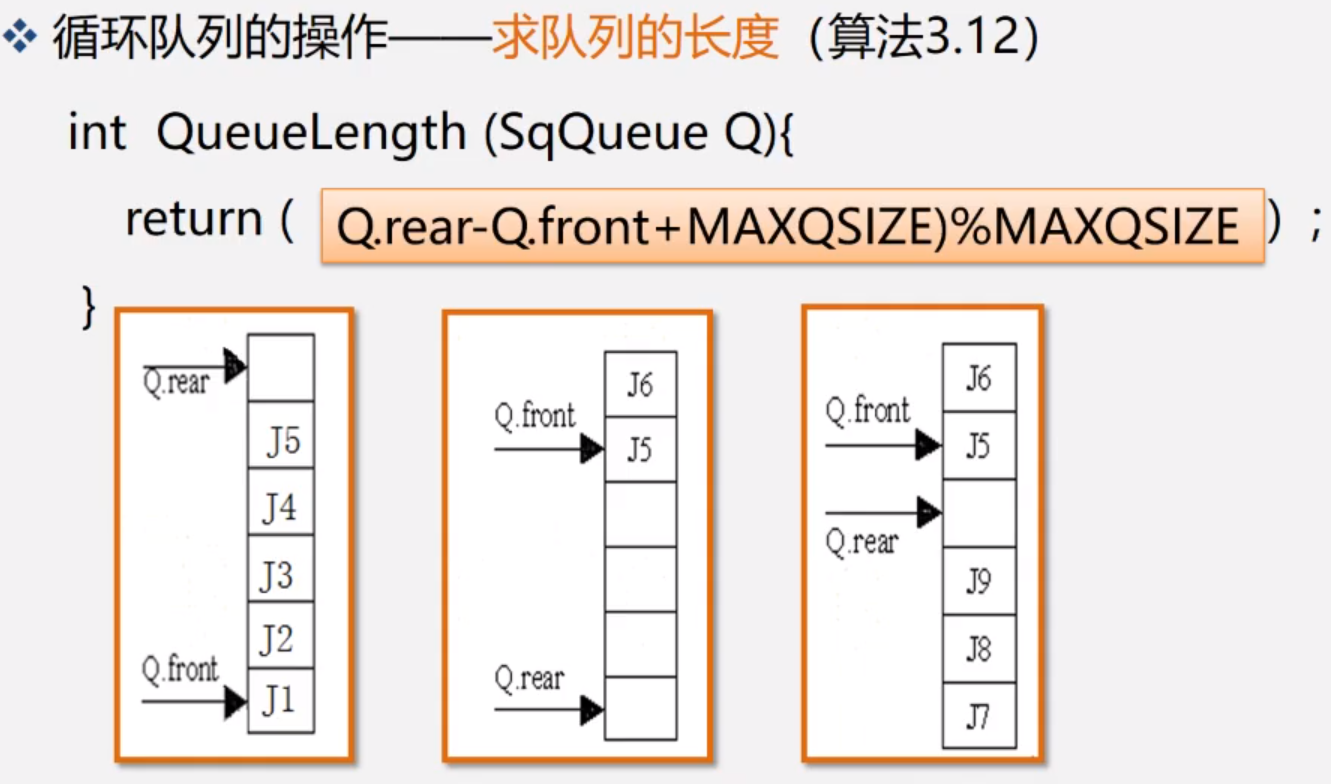 循环队列的操作——求队列的长度（算法3.12）
int QueueLength (SqQueue Q){
return ( Q.rear-Q.front+MAXQSIZE)%MAXQSIZE ) ;
}
Q.rear
J5
J4
J3
J2
Q.front
J1
J6
Q.front
J5
Q.rear
J6
Q.front
J5
Q.rear
J9
J8
J7